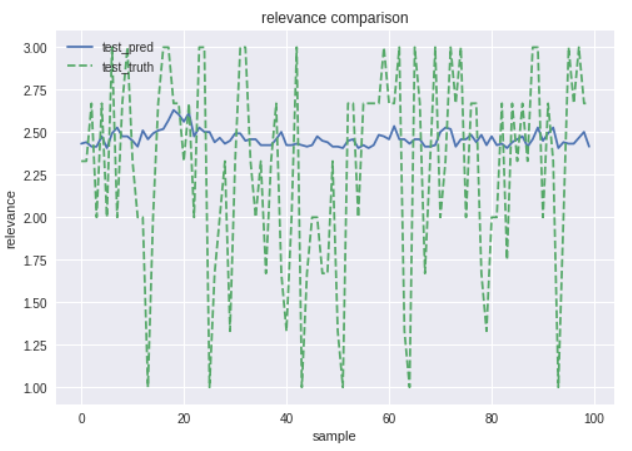 relevance comparison
3.00
2.75
2.50
2.25
2.00
1.75
1.50
1.25
1.00
relevance
test_pred
test_truth
0 20 40 60 80 100
sample